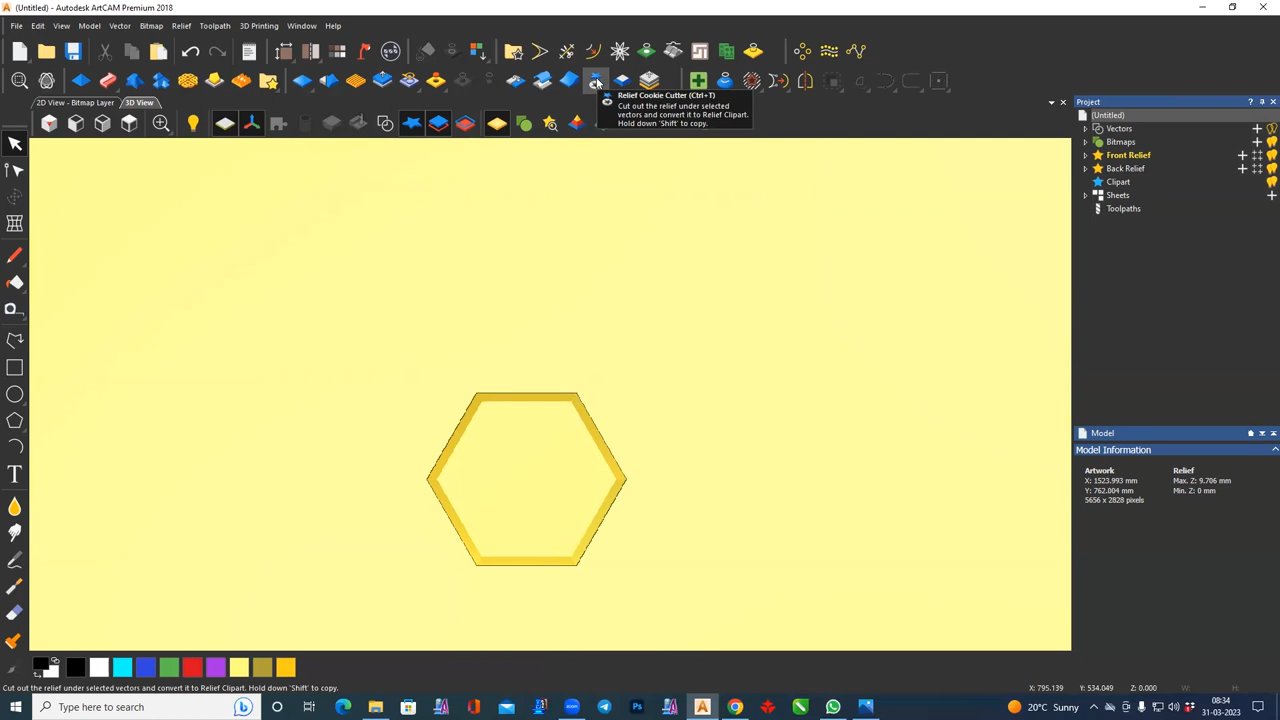 (Untitled) - Autodesk ArtCAM Premium 2018
File Edit View Model Vector Bitmap Relief Toolpath 3D Printing Window Help
2D View - Bitmap Layer 3D View
Relief Cookie Cutter (Ctrl+T)
Cut out the relief under selected
vectors and convert it to Relief Clipart.
Hold down 'Shift' to copy.
Project
(Untitled)
Vectors
Bitmaps
Front Relief
Back Relief
Clipart
Sheets
Toolpaths
Model
Model Information
Artwork Relief
X: 1523.993 mm Max. Z: 9.706 mm
Y: 762.004 mm Min. Z: 0 mm
5656 x 2828 pixels
Cut out the relief under selected vectors and convert it to Relief Clipart. Hold down 'Shift' to copy.
X: 795.139 Y: 534.049 Z: 0.000 W: H:
Type here to search
20°C Sunny
08:34
31-03-2023